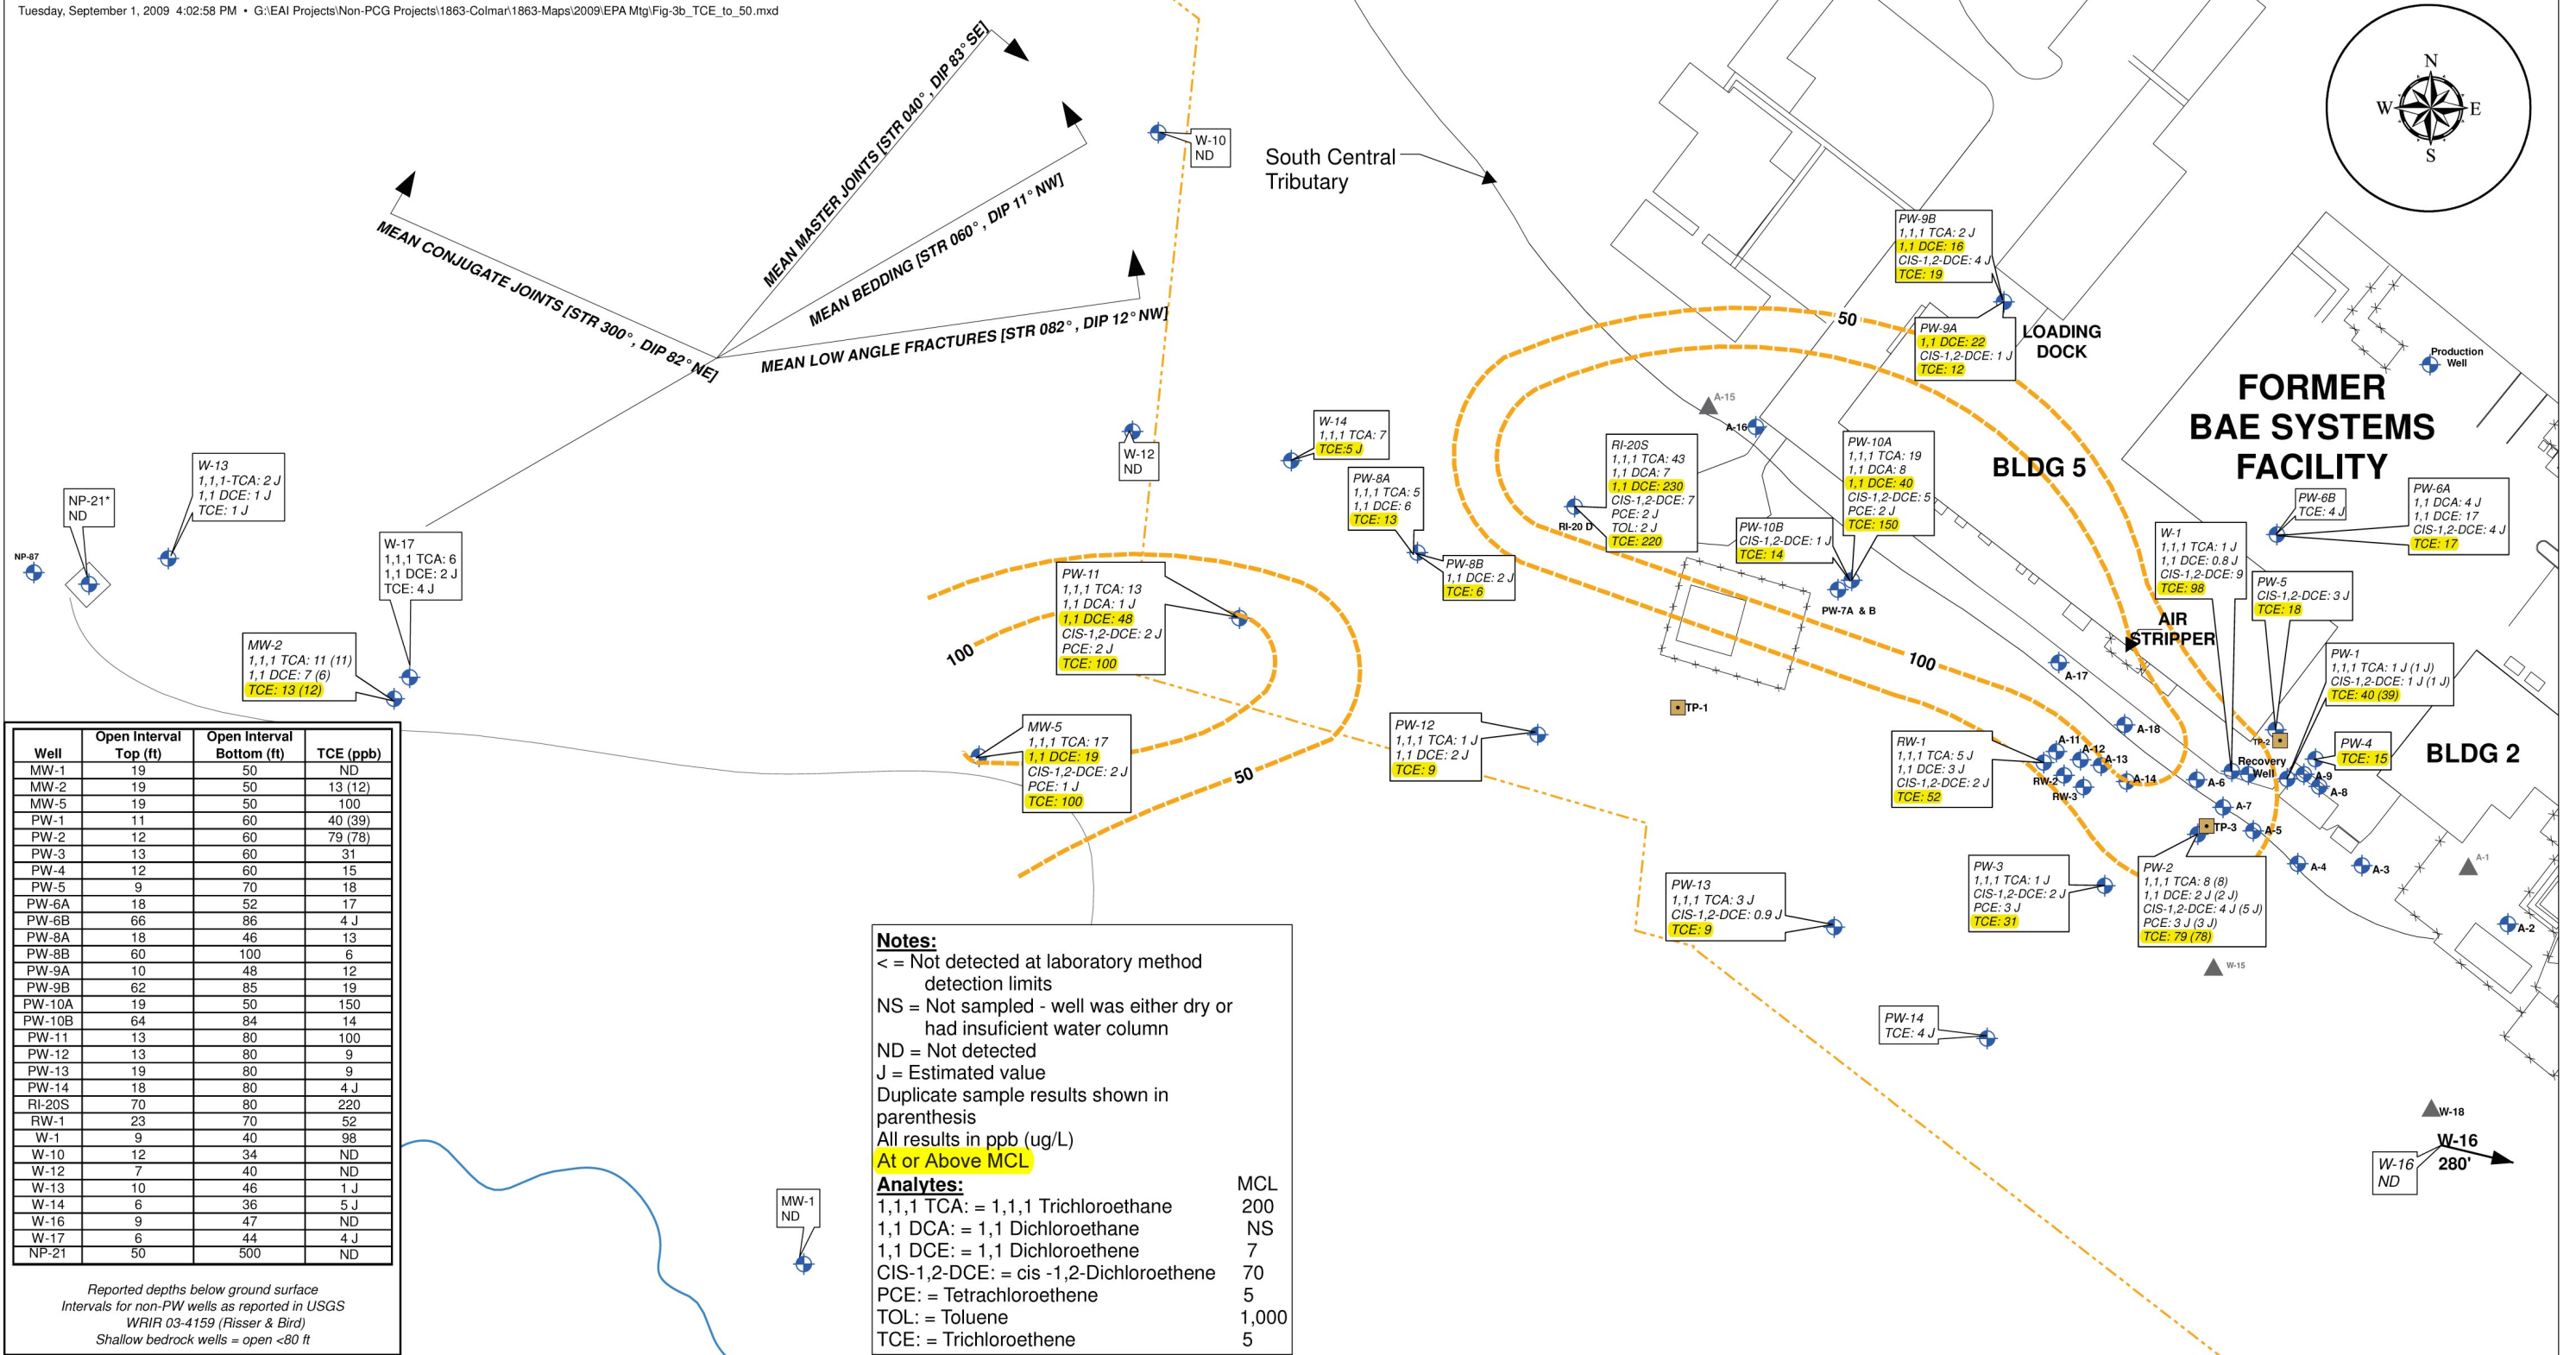 Tuesday, September 1, 2009 4:02:58 PM • G:\EAI Projects\Non-PCG Projects\1863-Colmar\1863-Maps\2009\EPA Mtg\Fig-3b_TCE_to_50.mxd
MEAN CONJUGATE JOINTS [STR 300°, DIP 82° NE]
MEAN MASTER JOINTS [STR 040°, DIP 83° SE]
MEAN BEDDING [STR 060°, DIP 11° NW]
MEAN LOW ANGLE FRACTURES [STR 082°, DIP 12° NW]
W-10
ND
South Central
Tributary
N
W E
S
PW-9B
1,1,1 TCA: 2 J
1,1 DCE: 16
CIS-1,2-DCE: 4 J
TCE: 19
50
PW-9A
1,1 DCE: 22
CIS-1,2-DCE: 1 J
TCE: 12
LOADING
DOCK
Production
Well
FORMER
BAE SYSTEMS
FACILITY
BLDG 5
A-15
A-16
W-14
1,1,1 TCA: 7
TCE:5 J
W-12
ND
W-13
1,1,1-TCA: 2 J
1,1 DCE: 1 J
TCE: 1 J
NP-21*
ND
NP-87
W-17
1,1,1 TCA: 6
1,1 DCE: 2 J
TCE: 4 J
MW-2
1,1,1 TCA: 11 (11)
1,1 DCE: 7 (6)
TCE: 13 (12)
PW-8A
1,1,1 TCA: 5
1,1 DCE: 6
TCE: 13
PW-8B
1,1 DCE: 2 J
TCE: 6
RI-20 D
RI-20S
1,1,1 TCA: 43
1,1 DCA: 7
1,1 DCE: 230
CIS-1,2-DCE: 7
PCE: 2 J
TOL: 2 J
TCE: 220
PW-10B
CIS-1,2-DCE: 1 J
TCE: 14
PW-10A
1,1,1 TCA: 19
1,1 DCA: 8
1,1 DCE: 40
CIS-1,2-DCE: 5
PCE: 2 J
TCE: 150
PW-7A & B
PW-6B
TCE: 4 J
PW-6A
1,1 DCA: 4 J
1,1 DCE: 17
CIS-1,2-DCE: 4 J
TCE: 17
W-1
1,1,1 TCA: 1 J
1,1 DCE: 0.8 J
CIS-1,2-DCE: 9
TCE: 98
PW-5
CIS-1,2-DCE: 3 J
TCE: 18
AIR
STRIPPER
PW-1
1,1,1 TCA: 1 J (1 J)
CIS-1,2-DCE: 1 J (1 J)
TCE: 40 (39)
PW-4
TCE: 15
BLDG 2
PW-11
1,1,1 TCA: 13
1,1 DCA: 1 J
1,1 DCE: 48
CIS-1,2-DCE: 2 J
PCE: 2 J
TCE: 100
100
100
50
MW-5
1,1,1 TCA: 17
1,1 DCE: 19
CIS-1,2-DCE: 2 J
PCE: 1 J
TCE: 100
PW-12
1,1,1 TCA: 1 J
1,1 DCE: 2 J
TCE: 9
TP-1
A-17
A-18
RW-1
1,1,1 TCA: 5 J
1,1 DCE: 3 J
CIS-1,2-DCE: 2 J
TCE: 52
A-11
A-12
A-13
A-14
RW-2
RW-3
TP-2
Recovery
Well
A-6
A-7
A-9
A-8
TP-3
A-5
A-4
A-3
A-1
A-2
PW-2
1,1,1 TCA: 8 (8)
1,1 DCE: 2 J (2 J)
CIS-1,2-DCE: 4 J (5 J)
PCE: 3 J (3 J)
TCE: 79 (78)
PW-3
1,1,1 TCA: 1 J
CIS-1,2-DCE: 2 J
PCE: 3 J
TCE: 31
PW-13
1,1,1 TCA: 3 J
CIS-1,2-DCE: 0.9 J
TCE: 9
W-15
PW-14
TCE: 4 J
W-18
W-16
280'
W-16
ND
MW-1
ND
Well Open Interval Top (ft) Open Interval Bottom (ft) TCE (ppb)
MW-1 19 50 ND
MW-2 19 50 13 (12)
MW-5 19 50 100
PW-1 11 60 40 (39)
PW-2 12 60 79 (78)
PW-3 13 60 31
PW-4 12 60 15
PW-5 9 70 18
PW-6A 18 52 17
PW-6B 66 86 4 J
PW-8A 18 46 13
PW-8B 60 100 6
PW-9A 10 48 12
PW-9B 62 85 19
PW-10A 19 50 150
PW-10B 64 84 14
PW-11 13 80 100
PW-12 13 80 9
PW-13 19 80 9
PW-14 18 80 4 J
RI-20S 70 80 220
RW-1 23 70 52
W-1 9 40 98
W-10 12 34 ND
W-12 7 40 ND
W-13 10 46 1 J
W-14 6 36 5 J
W-16 9 47 ND
W-17 6 44 4 J
NP-21 50 500 ND
Reported depths below ground surface
Intervals for non-PW wells as reported in USGS
WRIR 03-4159 (Risser & Bird)
Shallow bedrock wells = open <80 ft
Notes:
< = Not detected at laboratory method
detection limits
NS = Not sampled - well was either dry or
had insuficient water column
ND = Not detected
J = Estimated value
Duplicate sample results shown in
parenthesis
All results in ppb (ug/L)
At or Above MCL
Analytes: MCL
1,1,1 TCA: = 1,1,1 Trichloroethane 200
1,1 DCA: = 1,1 Dichloroethane NS
1,1 DCE: = 1,1 Dichloroethene 7
CIS-1,2-DCE: = cis -1,2-Dichloroethene 70
PCE: = Tetrachloroethene 5
TOL: = Toluene 1,000
TCE: = Trichloroethene 5